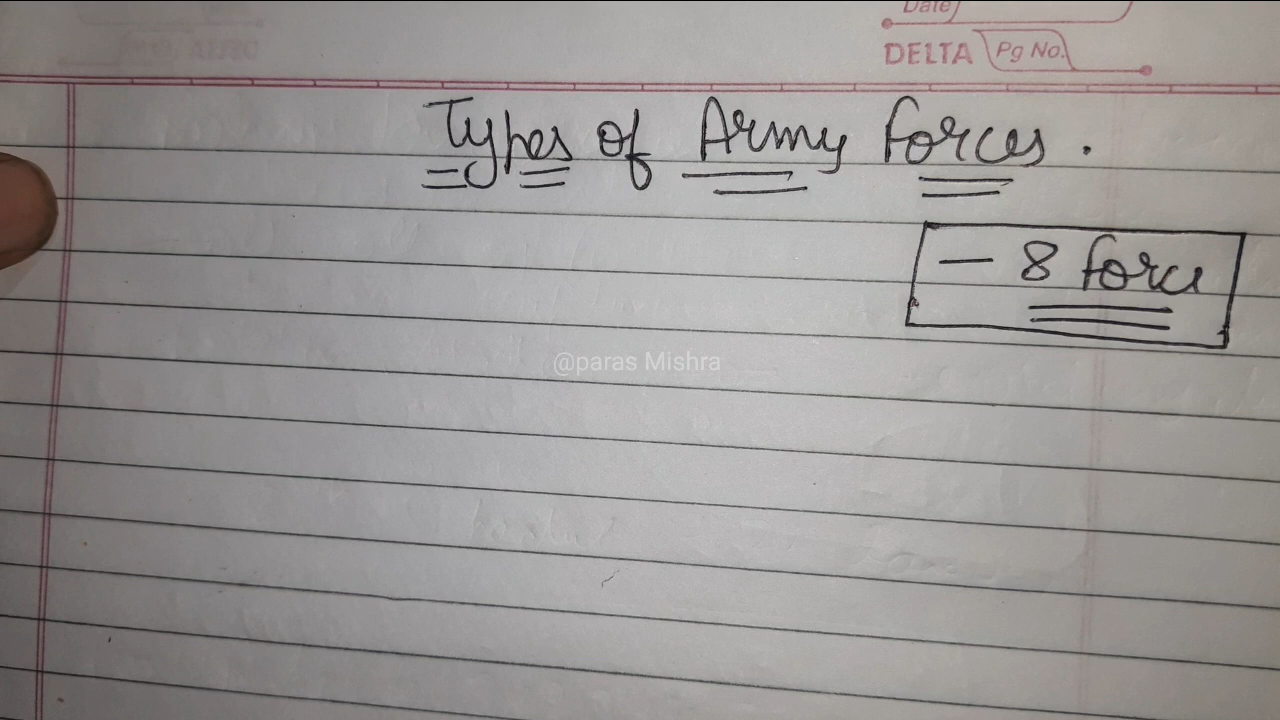 Date
DELTA Pg No.
Types of Army forces.
- 8 force
@paras Mishra